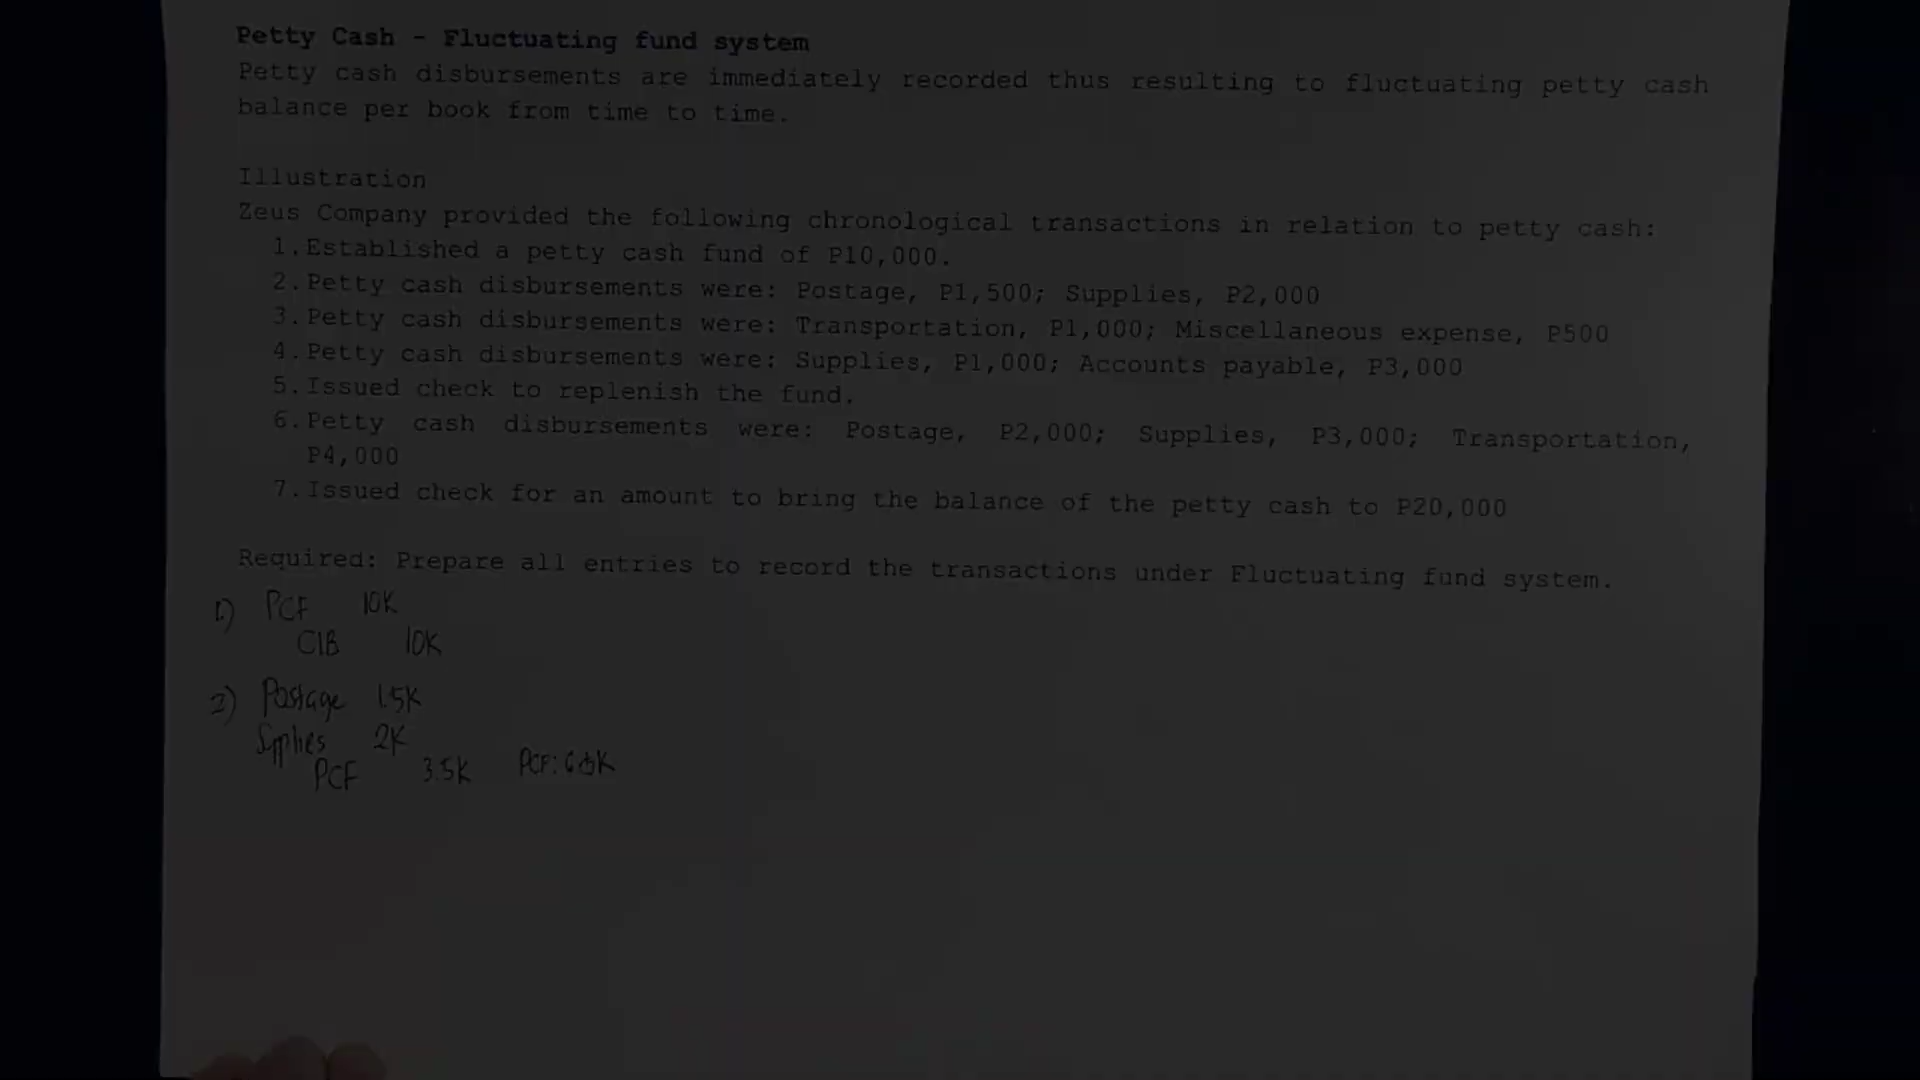 Petty Cash - Fluctuating fund system
Petty cash disbursements are immediately recorded thus resulting to fluctuating petty cash
balance per book from time to time.
Illustration
Zeus Company provided the following chronological transactions in relation to petty cash:
1. Established a petty cash fund of P10,000.
2. Petty cash disbursements were: Postage, P1,500; Supplies, P2,000
3. Petty cash disbursements were: Transportation, P1,000; Miscellaneous expense, P500
4. Petty cash disbursements were: Supplies, P1,000; Accounts payable, P3,000
5. Issued check to replenish the fund.
6. Petty cash disbursements were: Postage, P2,000; Supplies, P3,000; Transportation,
P4,000
7. Issued check for an amount to bring the balance of the petty cash to P20,000
Required: Prepare all entries to record the transactions under Fluctuating fund system.
1) PCF 10K
CIB 10K
2) Postage 1.5K
Supplies 2K
PCF 3.5K PCF: